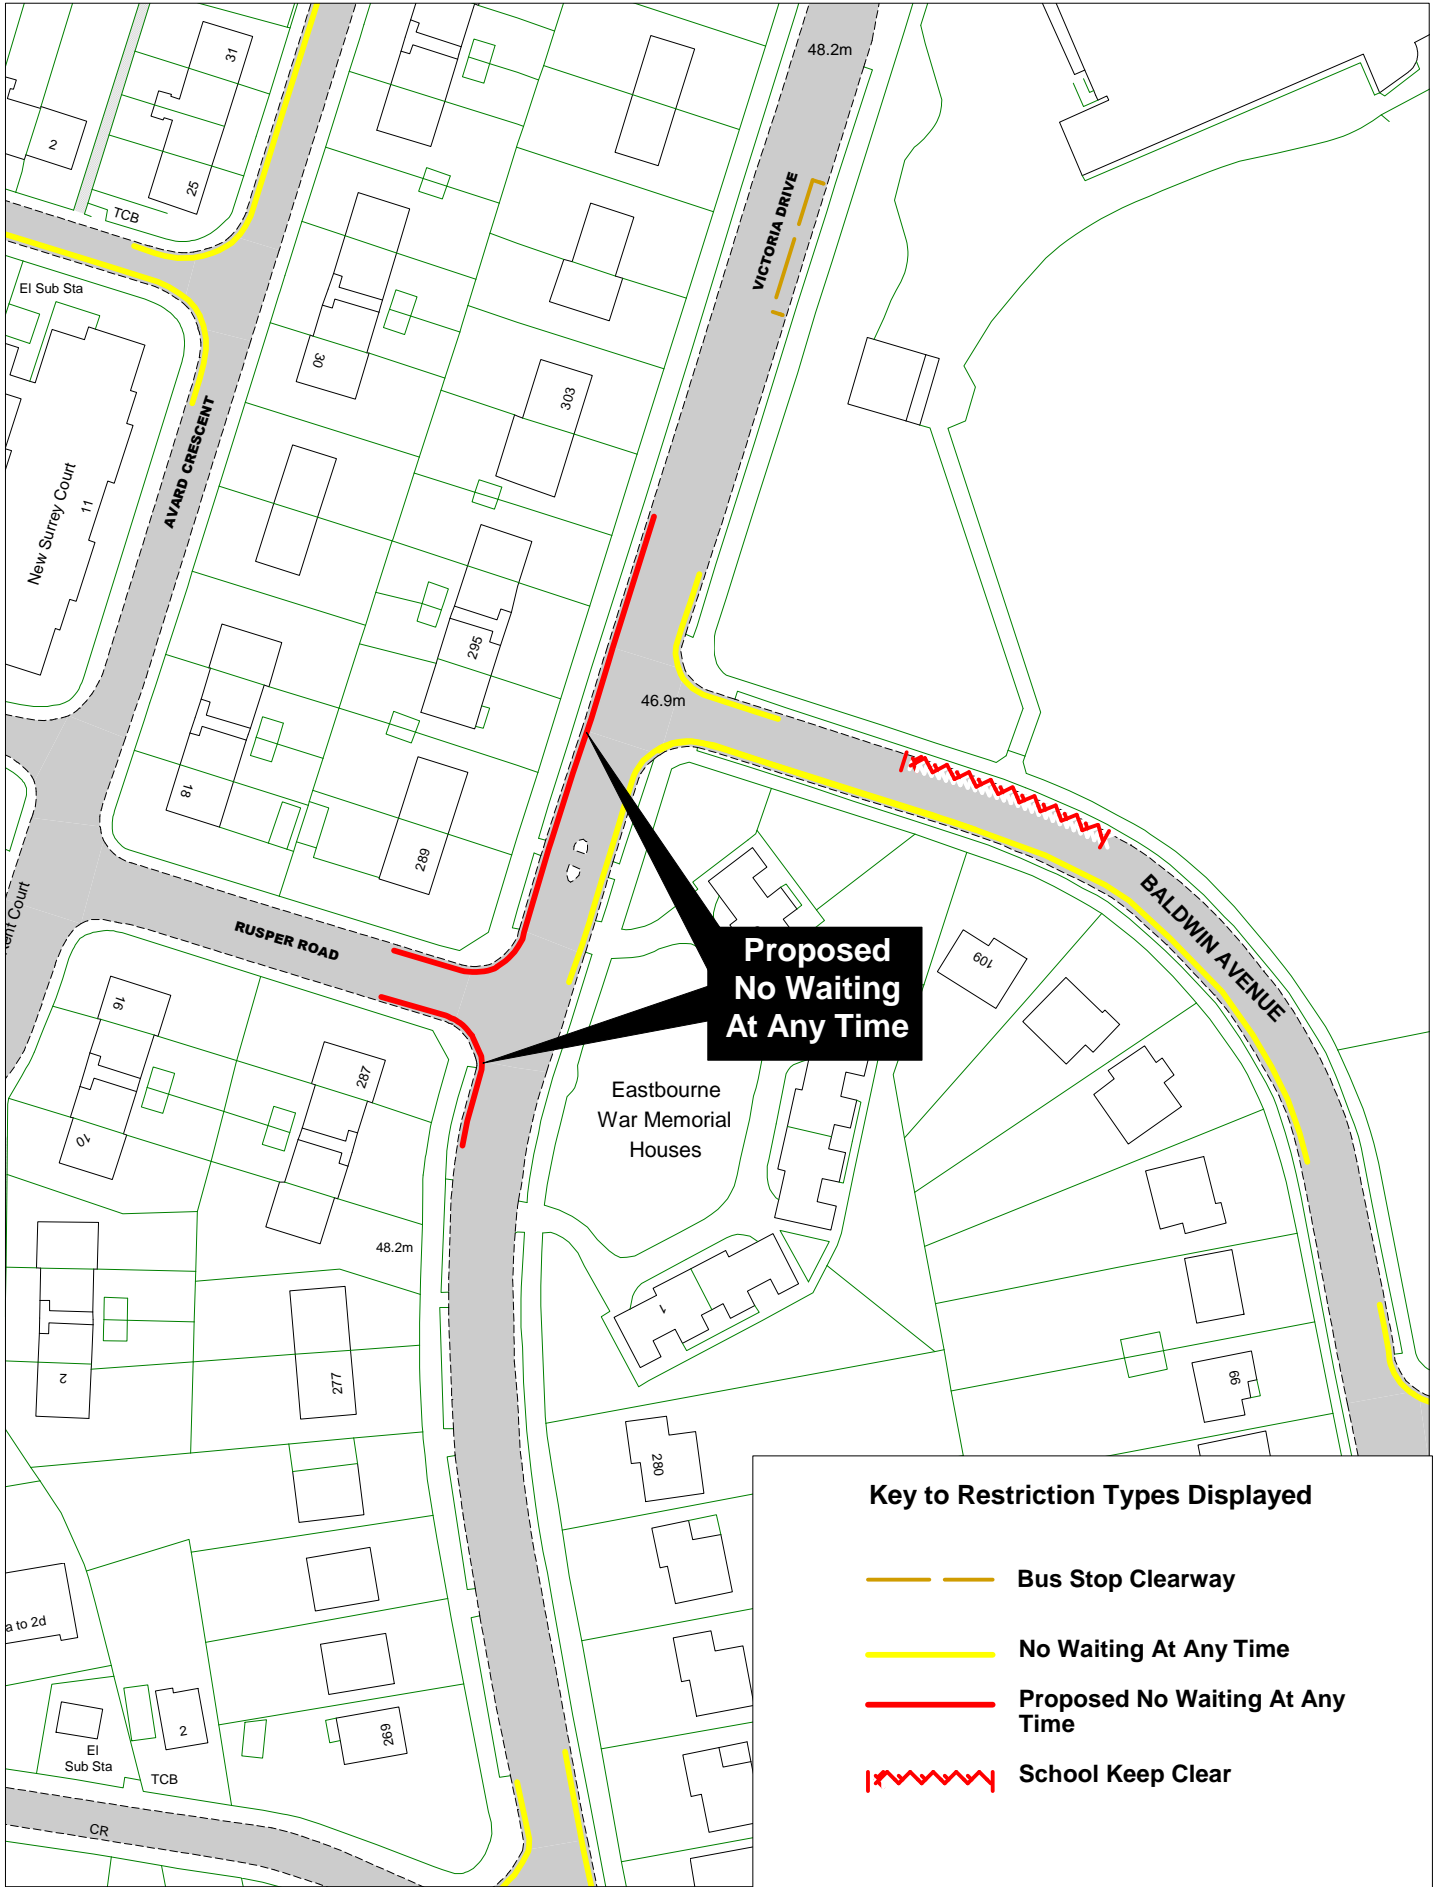 48.2m
31
2
25
TCB
VICTORIA DRIVE
El Sub Sta
30
303
AVARD CRESCENT
New Surrey Court
11
295
46.9m
18
289
RUSPER ROAD
BALDWIN AVENUE
Proposed
No Waiting
At Any Time
109
16
287
10
Eastbourne
War Memorial
Houses
48.2m
1
2
277
66
280
Key to Restriction Types Displayed
Bus Stop Clearway
No Waiting At Any Time
Proposed No Waiting At Any
Time
School Keep Clear
a to 2d
2
269
El
Sub Sta
TCB
CR